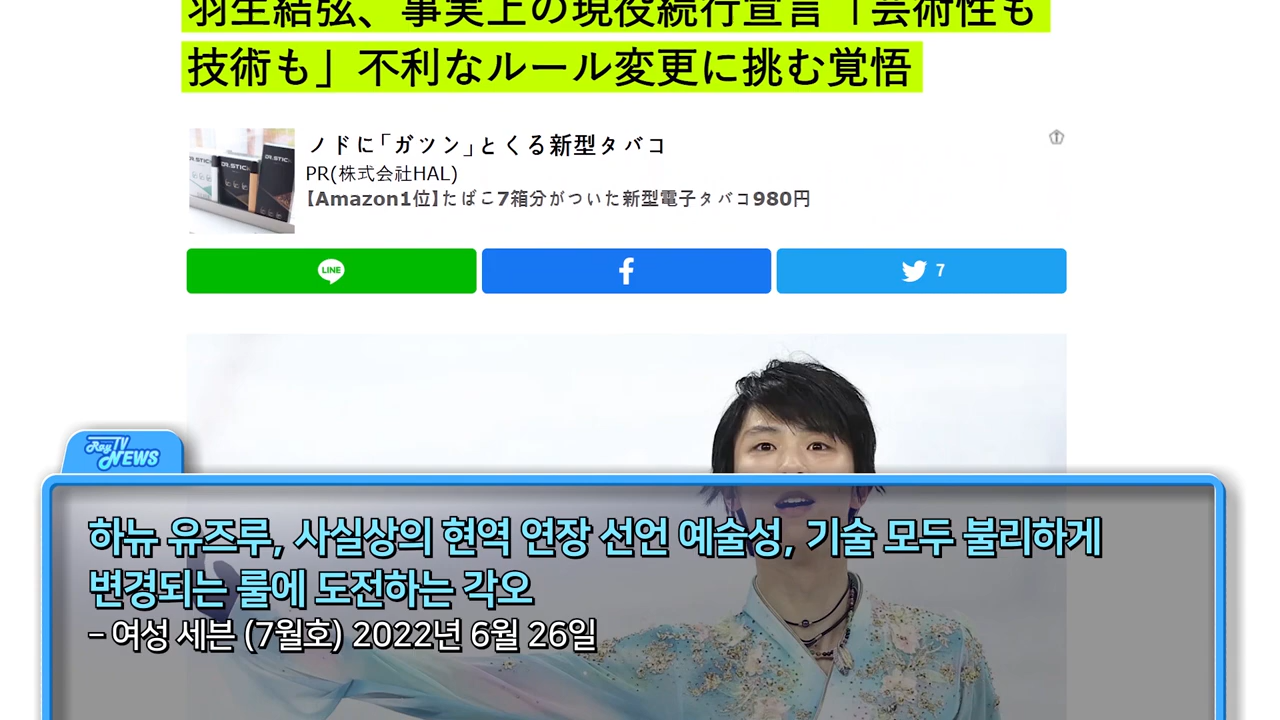 羽生結弦、事実上の現役続行宣言「芸術性も
技術も」不利なルール変更に挑む覚悟
ノドに「ガツン」とくる新型タバコ
PR(株式会社HAL)
【Amazon1位】たばこ7箱分がついた新型電子タバコ980円
DR.STICK
DR.STICK
DR.STICK
LINE
7
Ray TV
NEWS
하뉴 유즈루, 사실상의 현역 연장 선언 예술성, 기술 모두 불리하게
변경되는 룰에 도전하는 각오
– 여성 세븐 (7월호) 2022년 6월 26일